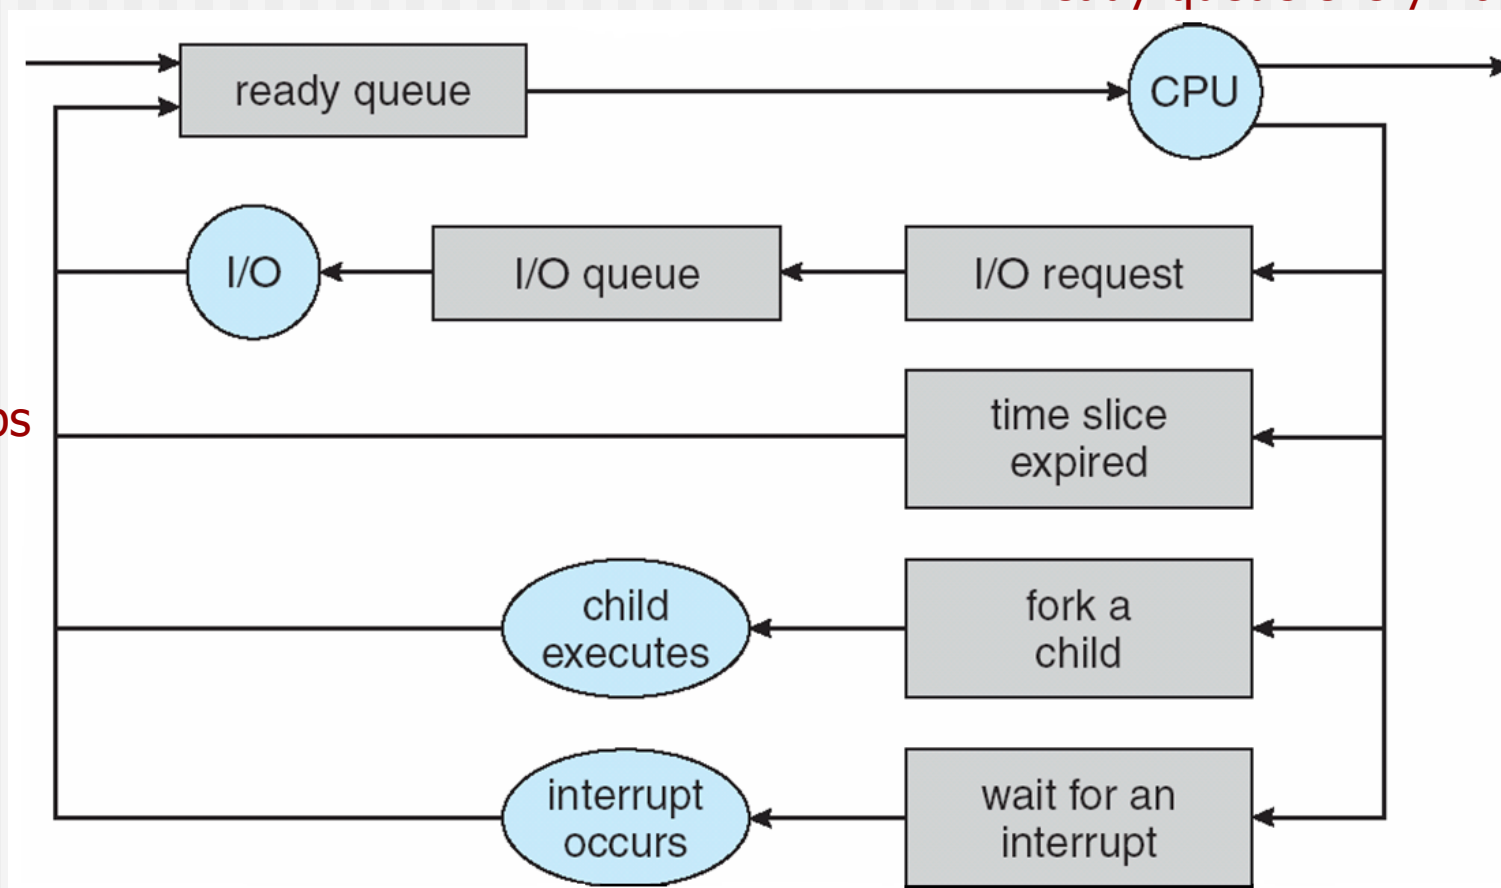 ready queue
CPU
I/O
I/O queue
I/O request
time slice
expired
child
executes
fork a
child
interrupt
occurs
wait for an
interrupt